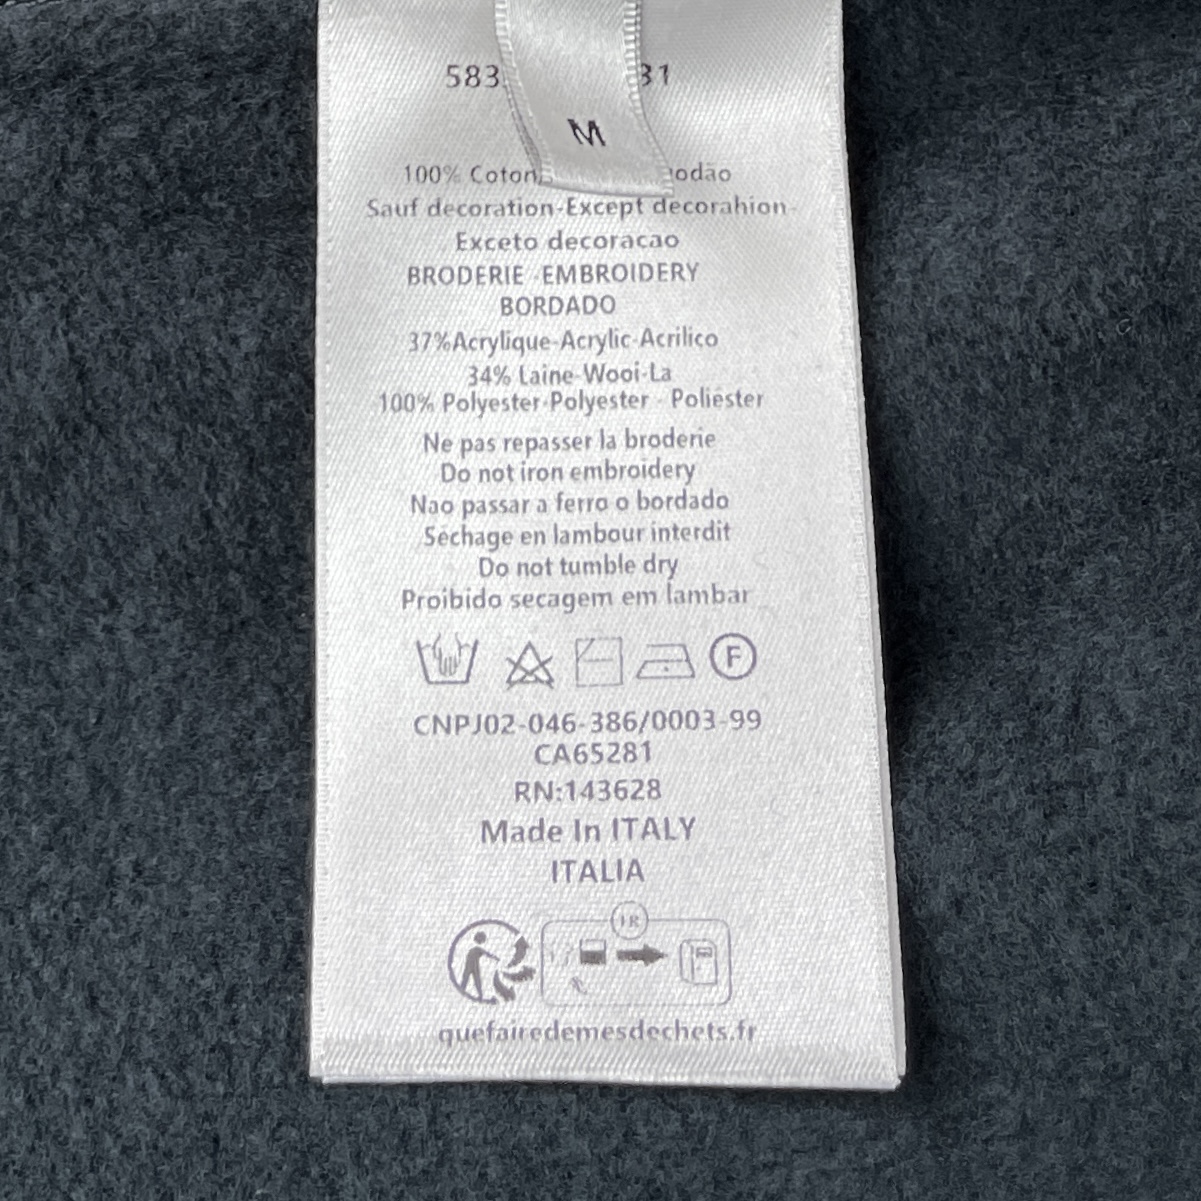 583 31
M
100% Coton
Sauf decoration-Except decorahion-
Exceto decoracao
BRODERIE-EMBROIDERY
BORDADO
37%Acrylique-Acrylic-Acrilico
34% Laine-Wooi-La
100% Polyester-Polyester - Poliéster
Ne pas repasser la broderie
Do not iron embroidery
Nao passar a ferro o bordado
Séchage en lambour interdit
Do not tumble dry
Proibido secagem em lambar
F
CNPJ02-046-386/0003-99
CA65281
RN:143628
Made In ITALY
ITALIA
quefairedemesdechets.fr